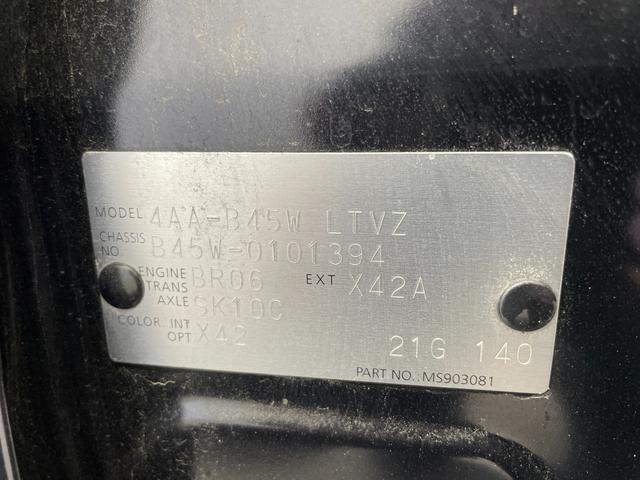 MODEL 4AA-B45W LTVZ
CHASSIS NO. B45W-0101394
ENGINE BR06 EXT X42A
TRANS AXLE SK10C
COLOR. INT X42
OPT 21G 140
PART NO.:MS903081